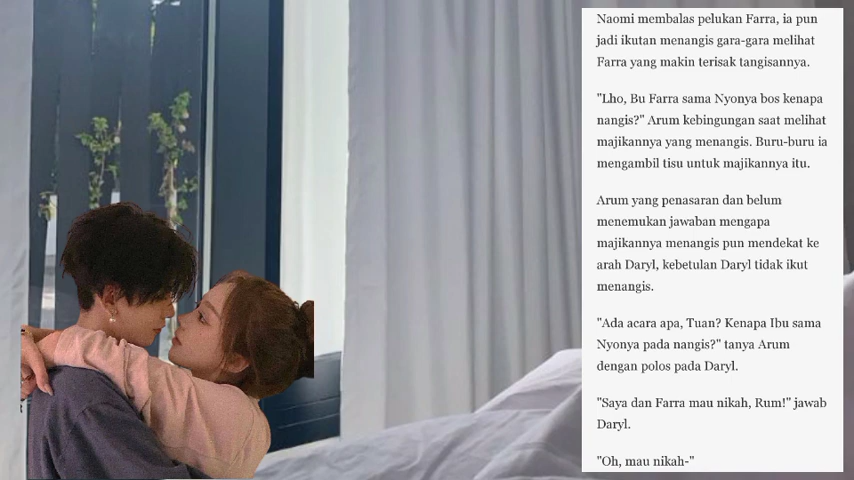 Naomi membalas pelukan Farra, ia pun
jadi ikutan menangis gara-gara melihat
Farra yang makin terisak tangisannya.
"Lho, Bu Farra sama Nyonya bos kenapa
nangis?" Arum kebingungan saat melihat
majikannya yang menangis. Buru-buru ia
mengambil tisu untuk majikannya itu.
Arum yang penasaran dan belum
menemukan jawaban mengapa
majikannya menangis pun mendekat ke
arah Daryl, kebetulan Daryl tidak ikut
menangis.
"Ada acara apa, Tuan? Kenapa Ibu sama
Nyonya pada nangis?" tanya Arum
dengan polos pada Daryl.
"Saya dan Farra mau nikah, Rum!" jawab
Daryl.
"Oh, mau nikah-"